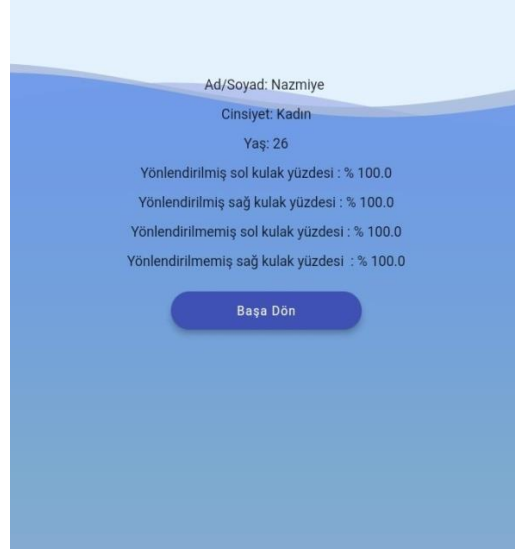 Ad/Soyad: Nazmiye
Cinsiyet: Kadın
Yaş: 26
Yönlendirilmiş sol kulak yüzdesi : % 100.0
Yönlendirilmiş sağ kulak yüzdesi : % 100.0
Yönlendirilmemiş sol kulak yüzdesi : % 100.0
Yönlendirilmemiş sağ kulak yüzdesi : % 100.0
Başa Dön